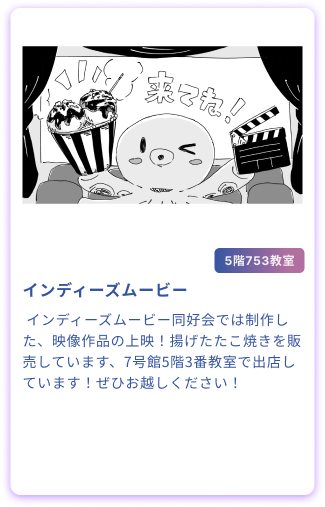 来てね！
5階753教室
インディーズムービー
インディーズムービー同好会では制作し
た、映像作品の上映！揚げたたこ焼きを販
売しています、7号館5階3番教室で出店し
ています！ぜひお越しください！